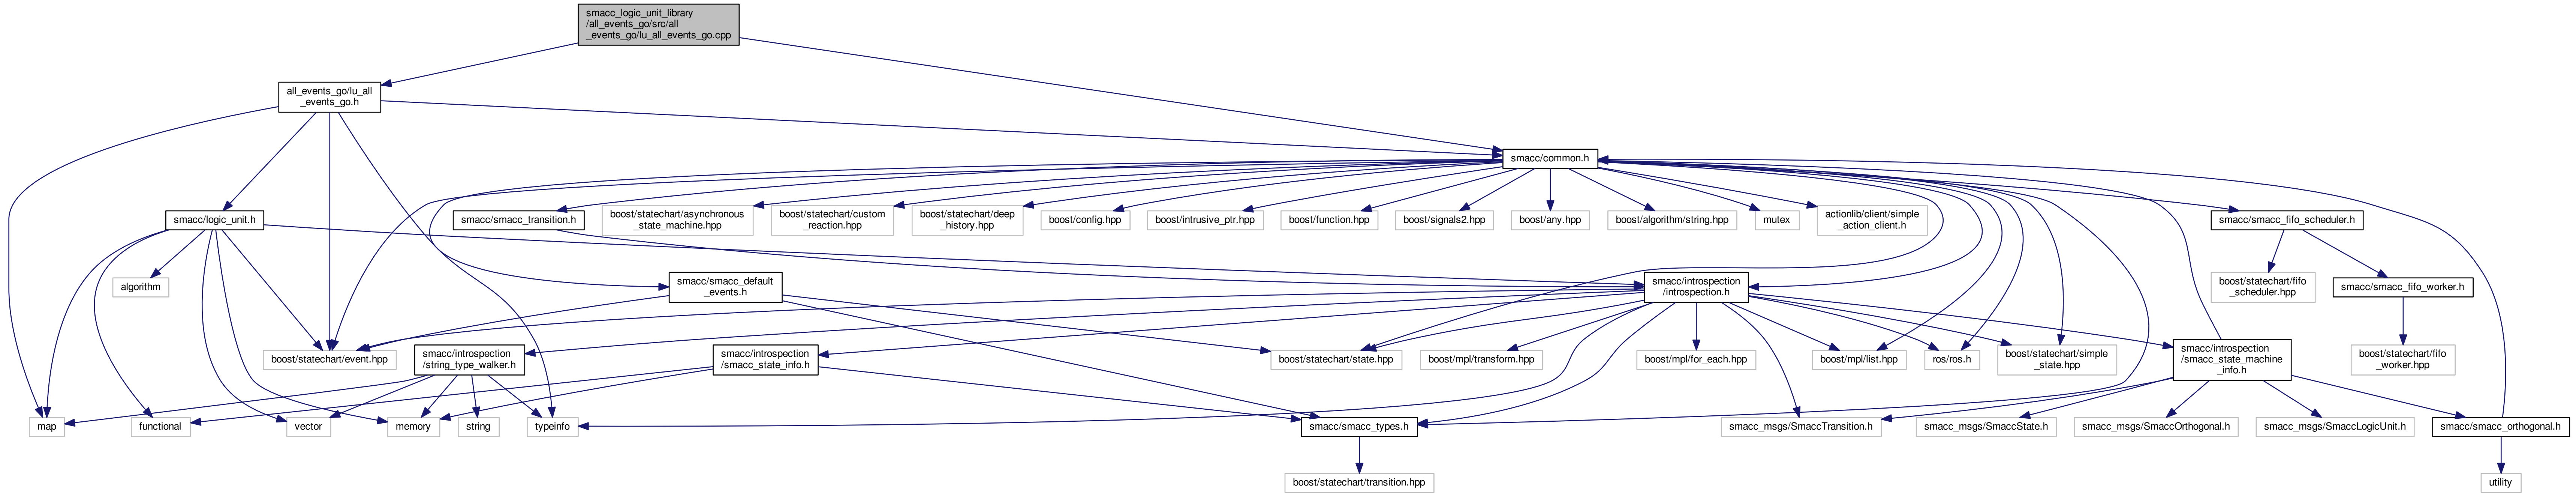 smacc_logic_unit_library
/all_events_go/src/all
_events_go/lu_all_events_go.cpp
all_events_go/lu_all
_events_go.h
smacc/common.h
smacc/logic_unit.h
smacc/smacc_transition.h
boost/statechart/asynchronous
_state_machine.hpp
boost/statechart/custom
_reaction.hpp
boost/statechart/deep
_history.hpp
boost/config.hpp
boost/intrusive_ptr.hpp
boost/function.hpp
boost/signals2.hpp
boost/any.hpp
boost/algorithm/string.hpp
mutex
actionlib/client/simple
_action_client.h
smacc/smacc_fifo_scheduler.h
algorithm
smacc/smacc_default
_events.h
smacc/introspection
/introspection.h
boost/statechart/fifo
_scheduler.hpp
smacc/smacc_fifo_worker.h
boost/statechart/event.hpp
smacc/introspection
/string_type_walker.h
smacc/introspection
/smacc_state_info.h
boost/statechart/state.hpp
boost/mpl/transform.hpp
boost/mpl/for_each.hpp
boost/mpl/list.hpp
ros/ros.h
boost/statechart/simple
_state.hpp
smacc/introspection
/smacc_state_machine
_info.h
boost/statechart/fifo
_worker.hpp
map
functional
vector
memory
string
typeinfo
smacc/smacc_types.h
smacc_msgs/SmaccTransition.h
smacc_msgs/SmaccState.h
smacc_msgs/SmaccOrthogonal.h
smacc_msgs/SmaccLogicUnit.h
smacc/smacc_orthogonal.h
boost/statechart/transition.hpp
utility